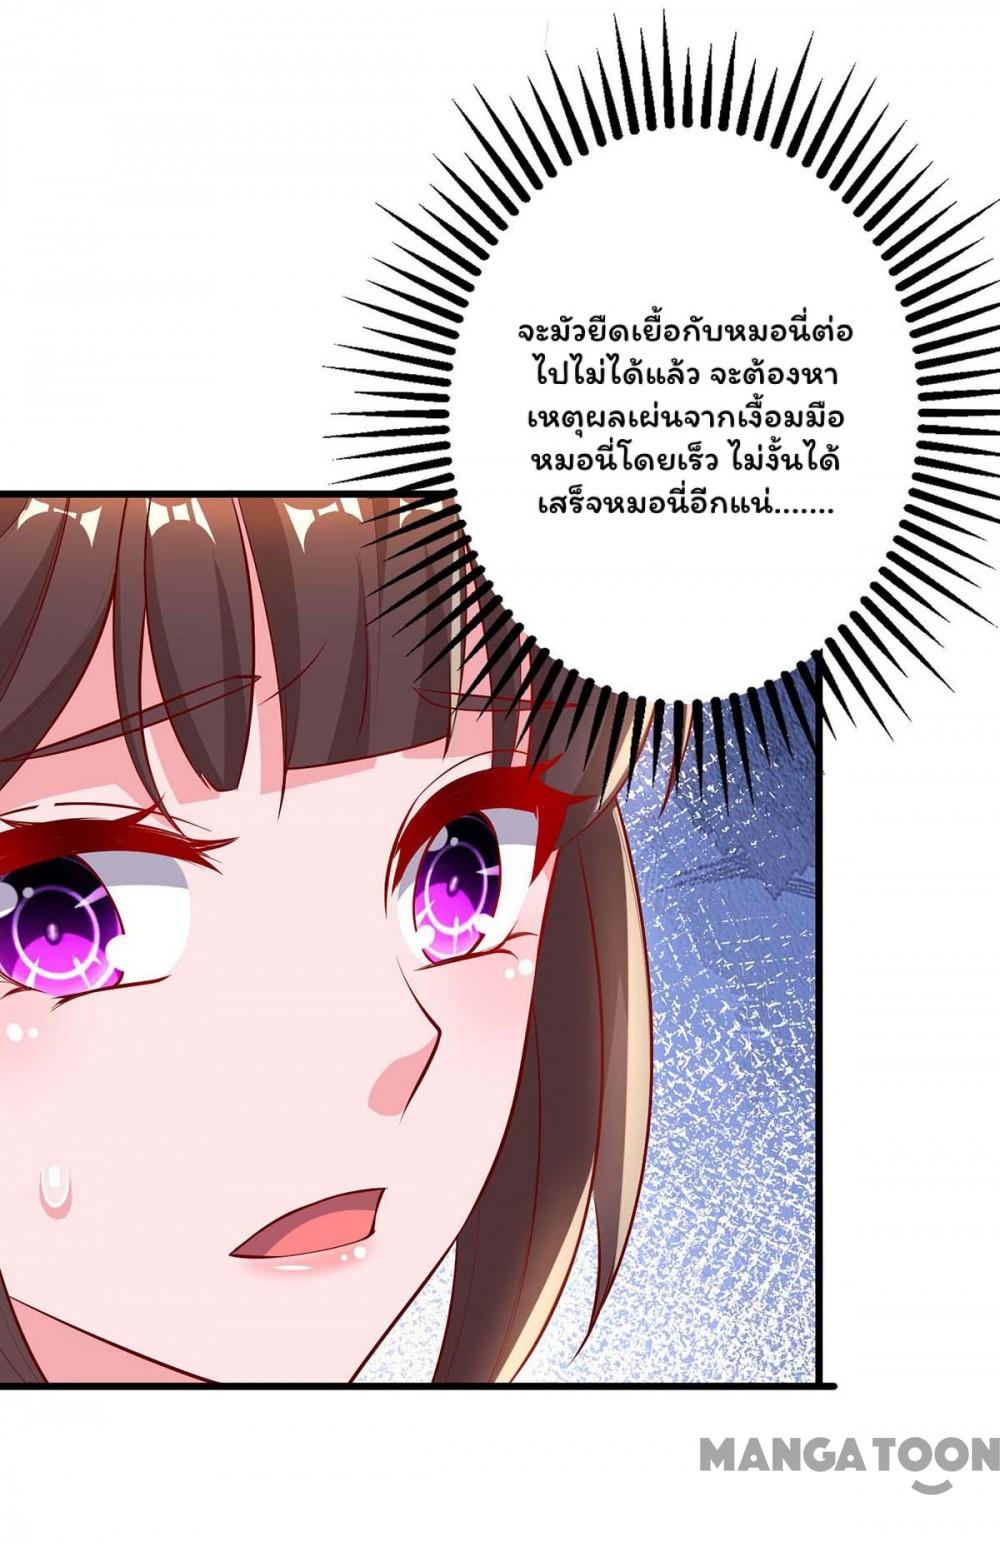 จะมัวยืดเยื้อกับหมอนี่ต่อ
ไปไม่ได้แล้ว จะต้องหา
เหตุผลเผ่นจากเงื้อมมือ
หมอนี่โดยเร็ว ไม่งั้นได้
เสร็จหมอนี่อีกแน่.......
MANGATOON